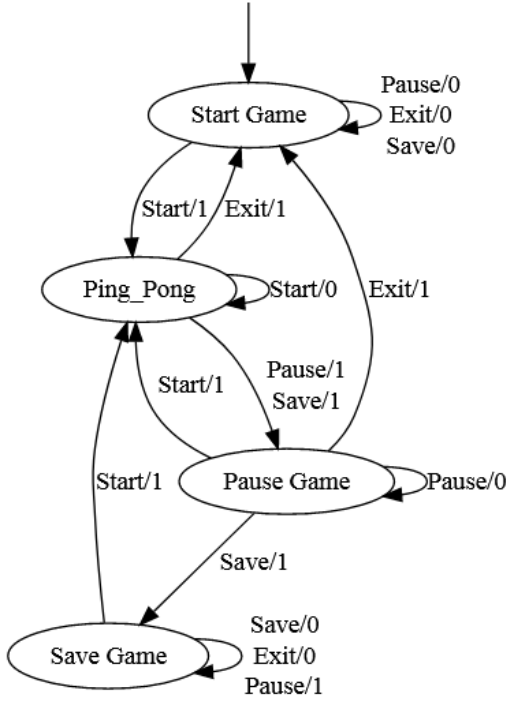 Pause/0
Start Game
Exit/0
Save/0
Start/1
Exit/1
Ping_Pong
Start/0
Exit/1
Pause/1
Start/1
Save/1
Pause Game
Pause/0
Start/1
Save/1
Save/0
Save Game
Exit/0
Pause/1